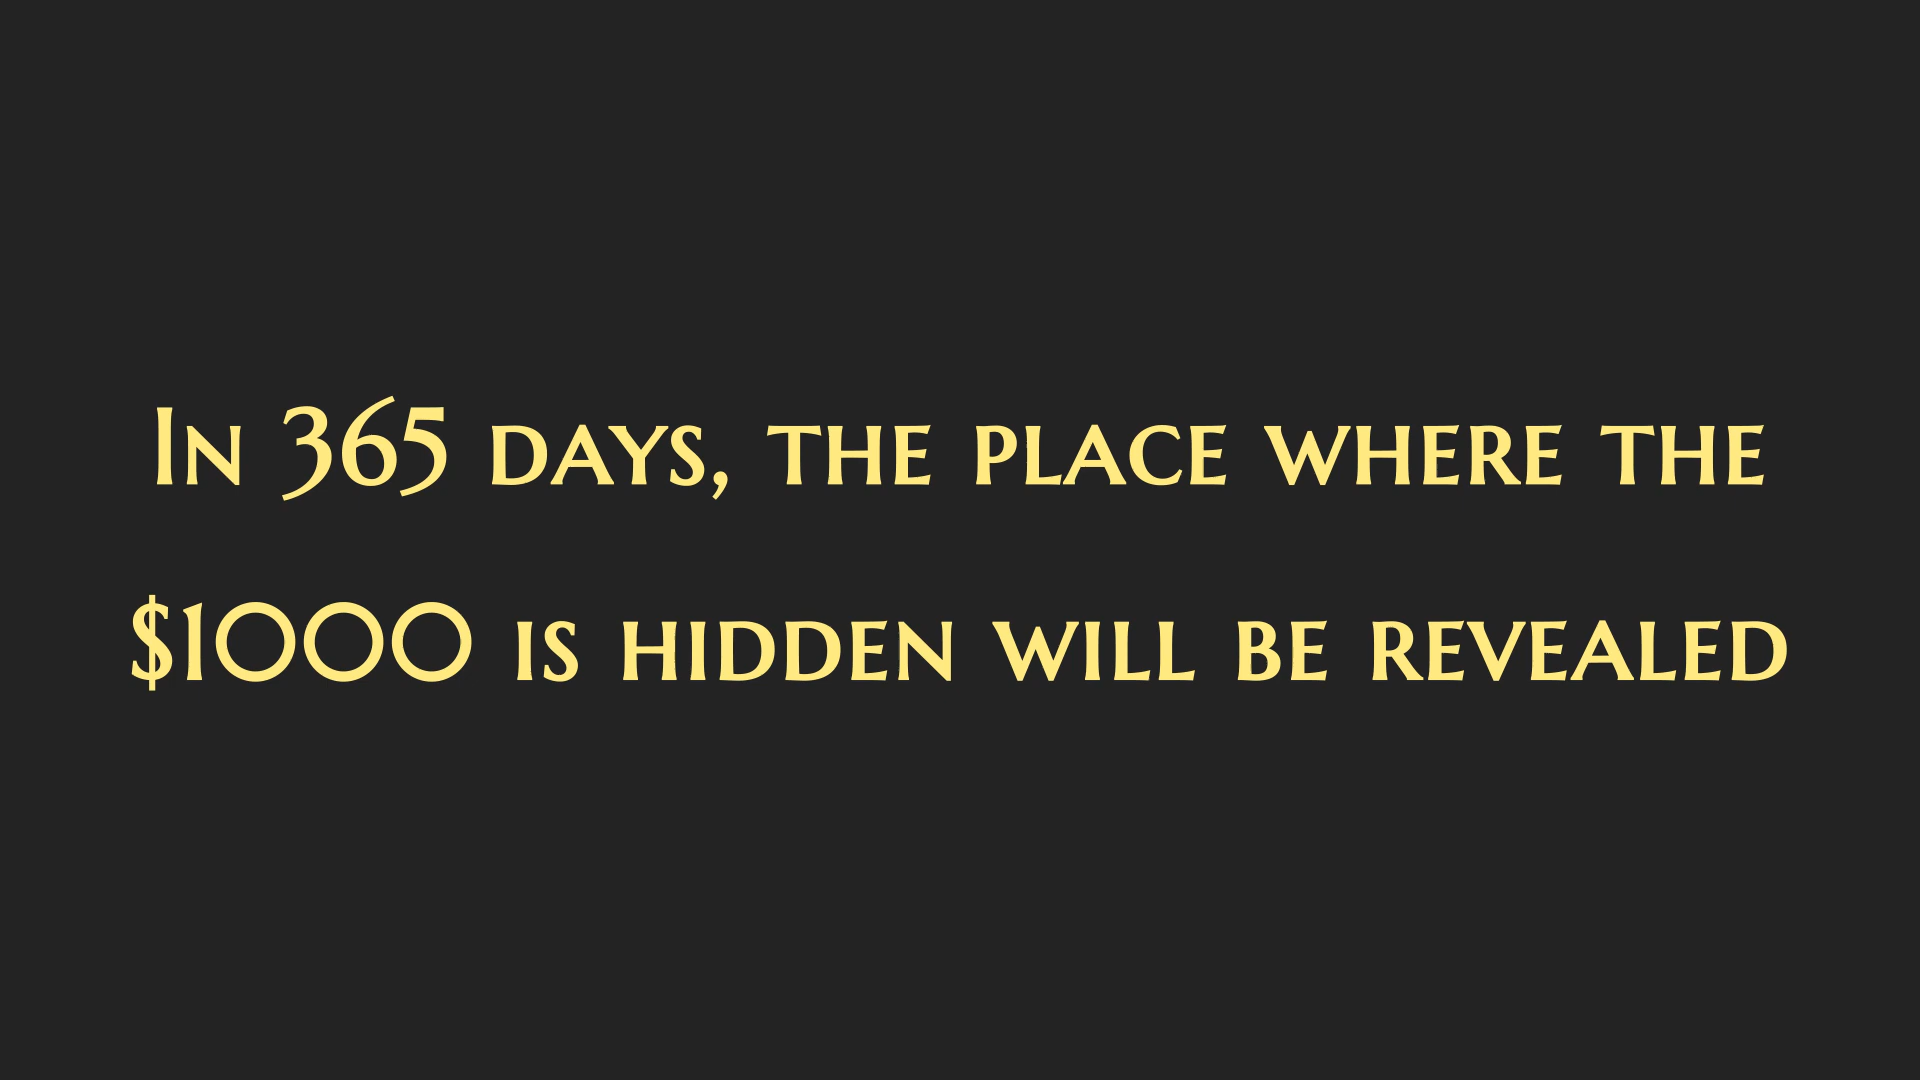 In 365 days, the place where the
$1000 is hidden will be revealed